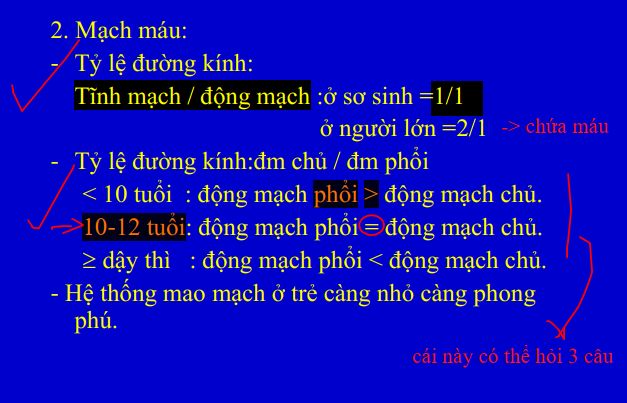 2. Mạch máu:
- Tỷ lệ đường kính:
Tĩnh mạch / động mạch :ở sơ sinh =1/1
ở người lớn =2/1 -> chứa máu
- Tỷ lệ đường kính:đm chủ / đm phổi
< 10 tuổi : động mạch phổi > động mạch chủ.
10-12 tuổi: động mạch phổi = động mạch chủ.
≥ dậy thì : động mạch phổi < động mạch chủ.
- Hệ thống mao mạch ở trẻ càng nhỏ càng phong
phú.
cái này có thể hỏi 3 câu